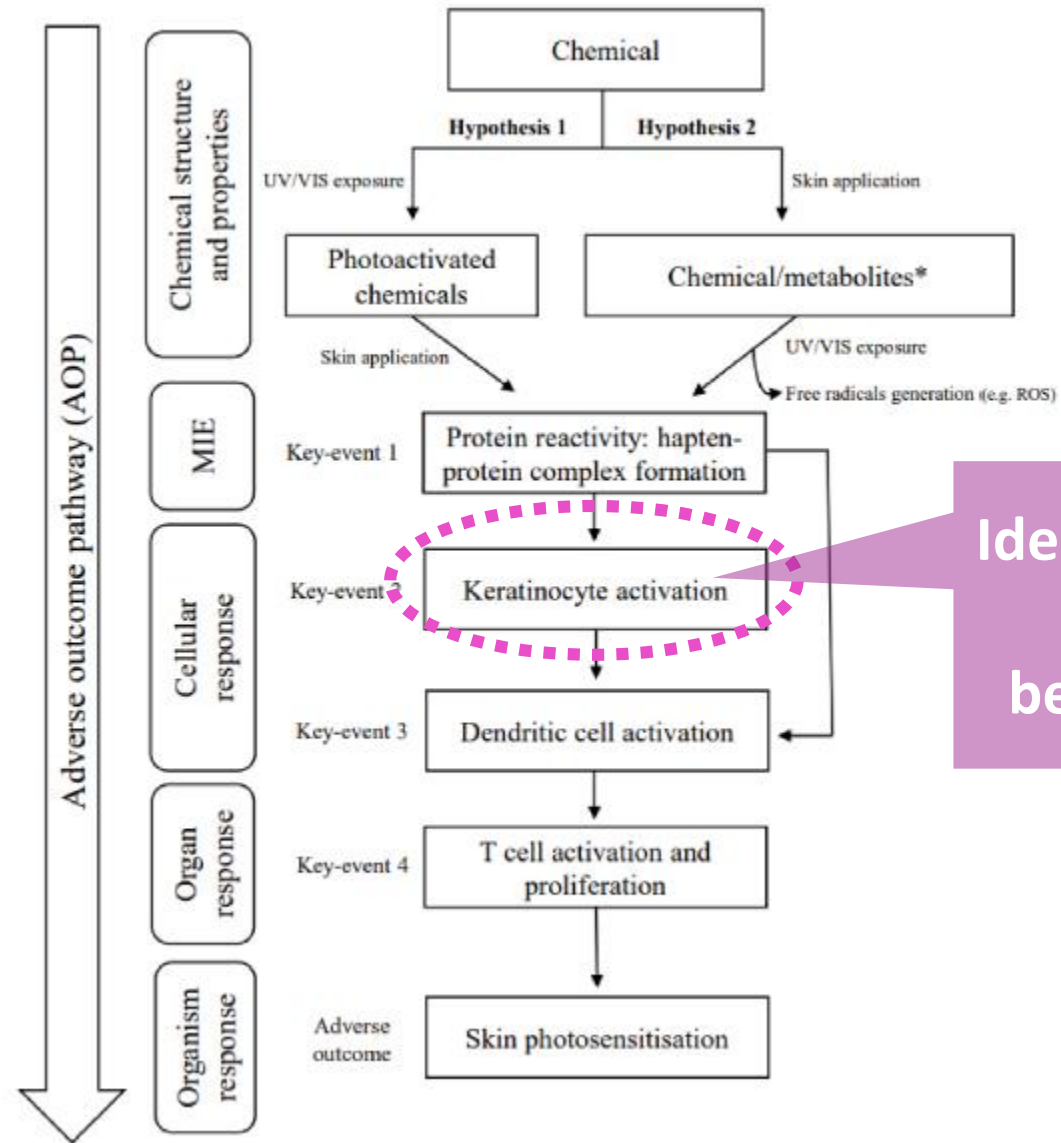 Adverse outcome pathway (AOP)
Chemical structure
and properties
MIE
Cellular
response
Organ
response
Organism
response
Chemical
Hypothesis 1
Hypothesis 2
UV/VIS exposure
Skin application
Photoactivated
chemicals
Chemical/metabolites*
Skin application
UV/VIS exposure
Free radicals generation (e.g. ROS)
Key-event 1
Protein reactivity: hapten-
protein complex formation
Key-event 2
Keratinocyte activation
Key-event 3
Dendritic cell activation
Key-event 4
T cell activation and
proliferation
Adverse
outcome
Skin photosensitisation